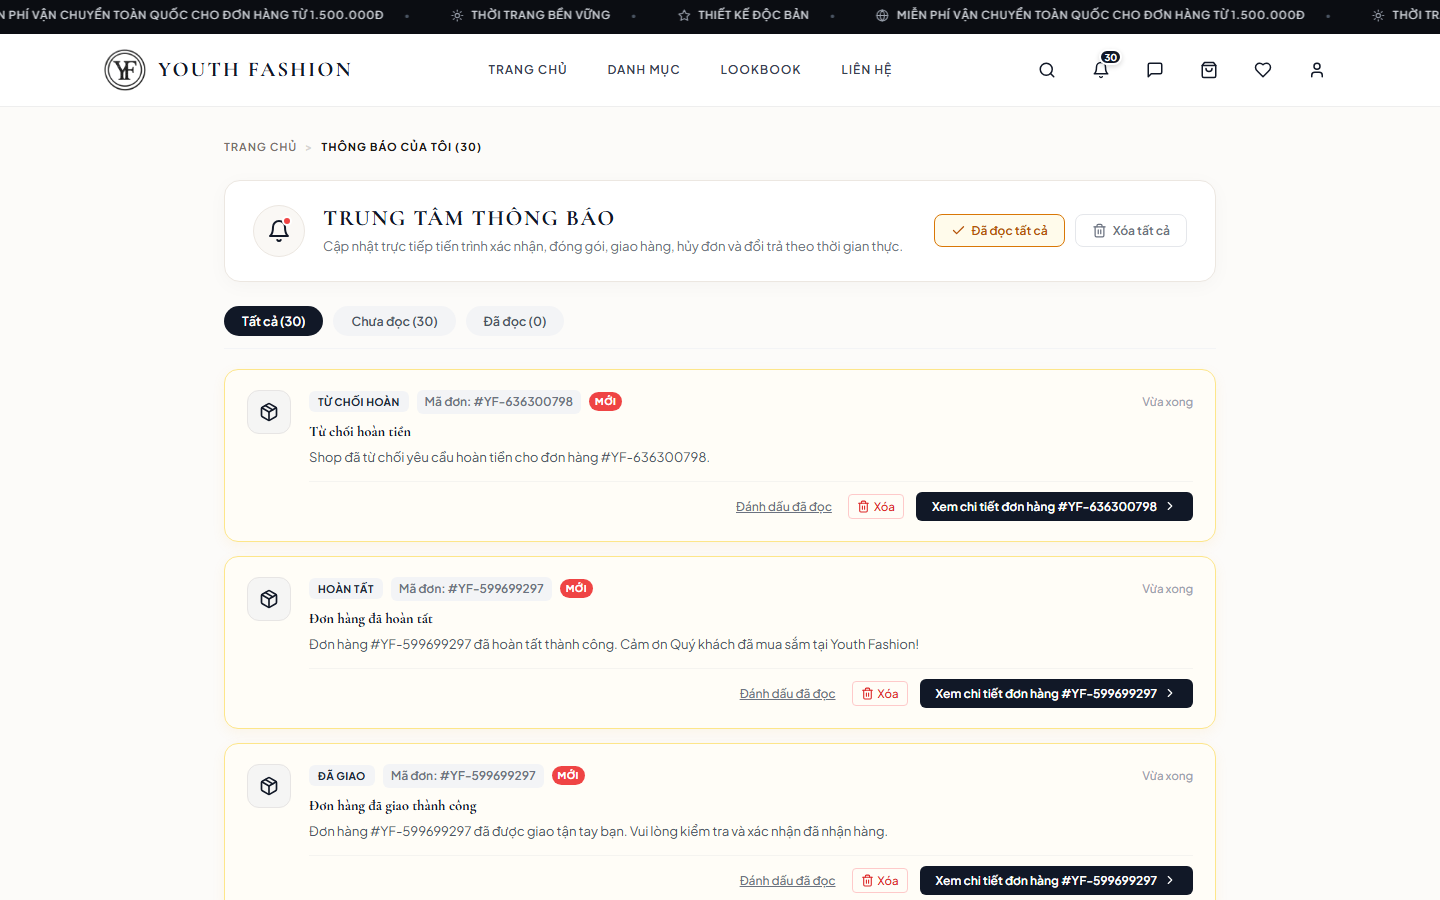 PHÍ VẬN CHUYỂN TOÀN QUỐC CHO ĐƠN HÀNG TỪ 1.500.000Đ • THỜI TRANG BỀN VỮNG • THIẾT KẾ ĐỘC BẢN • MIỄN PHÍ VẬN CHUYỂN TOÀN QUỐC CHO ĐƠN HÀNG TỪ 1.500.000Đ • THỜI
YF YOUTH FASHION TRANG CHỦ DANH MỤC LOOKBOOK LIÊN HỆ 30
TRANG CHỦ > THÔNG BÁO CỦA TÔI (30)
TRUNG TÂM THÔNG BÁO
Cập nhật trực tiếp tiến trình xác nhận, đóng gói, giao hàng, hủy đơn và đổi trả theo thời gian thực.
Đã đọc tất cả Xóa tất cả
Tất cả (30) Chưa đọc (30) Đã đọc (0)
TỪ CHỐI HOÀN Mã đơn: #YF-636300798 MỚI Vừa xong
Từ chối hoàn tiền
Shop đã từ chối yêu cầu hoàn tiền cho đơn hàng #YF-636300798.
Đánh dấu đã đọc Xóa Xem chi tiết đơn hàng #YF-636300798
HOÀN TẤT Mã đơn: #YF-599699297 MỚI Vừa xong
Đơn hàng đã hoàn tất
Đơn hàng #YF-599699297 đã hoàn tất thành công. Cảm ơn Quý khách đã mua sắm tại Youth Fashion!
Đánh dấu đã đọc Xóa Xem chi tiết đơn hàng #YF-599699297
ĐÃ GIAO Mã đơn: #YF-599699297 MỚI Vừa xong
Đơn hàng đã giao thành công
Đơn hàng #YF-599699297 đã được giao tận tay bạn. Vui lòng kiểm tra và xác nhận đã nhận hàng.
Đánh dấu đã đọc Xóa Xem chi tiết đơn hàng #YF-599699297